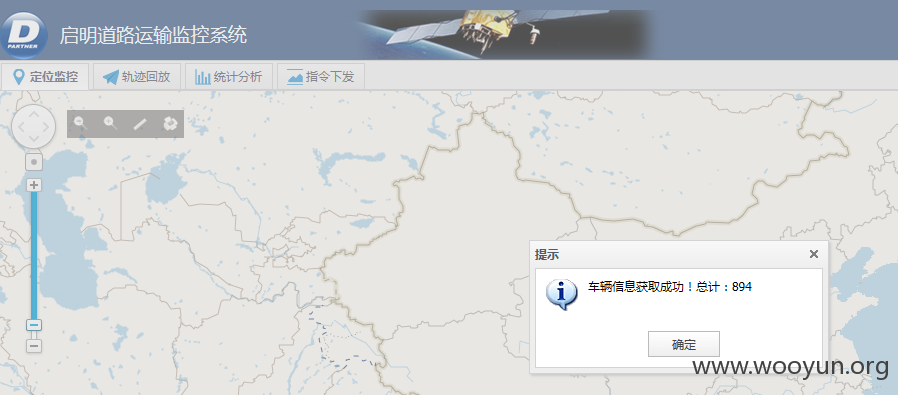 D
PARTNER
启明道路运输监控系统
定位监控
轨迹回放
统计分析
指令下发
提示
车辆信息获取成功！总计：894
确定
www.wooyun.org